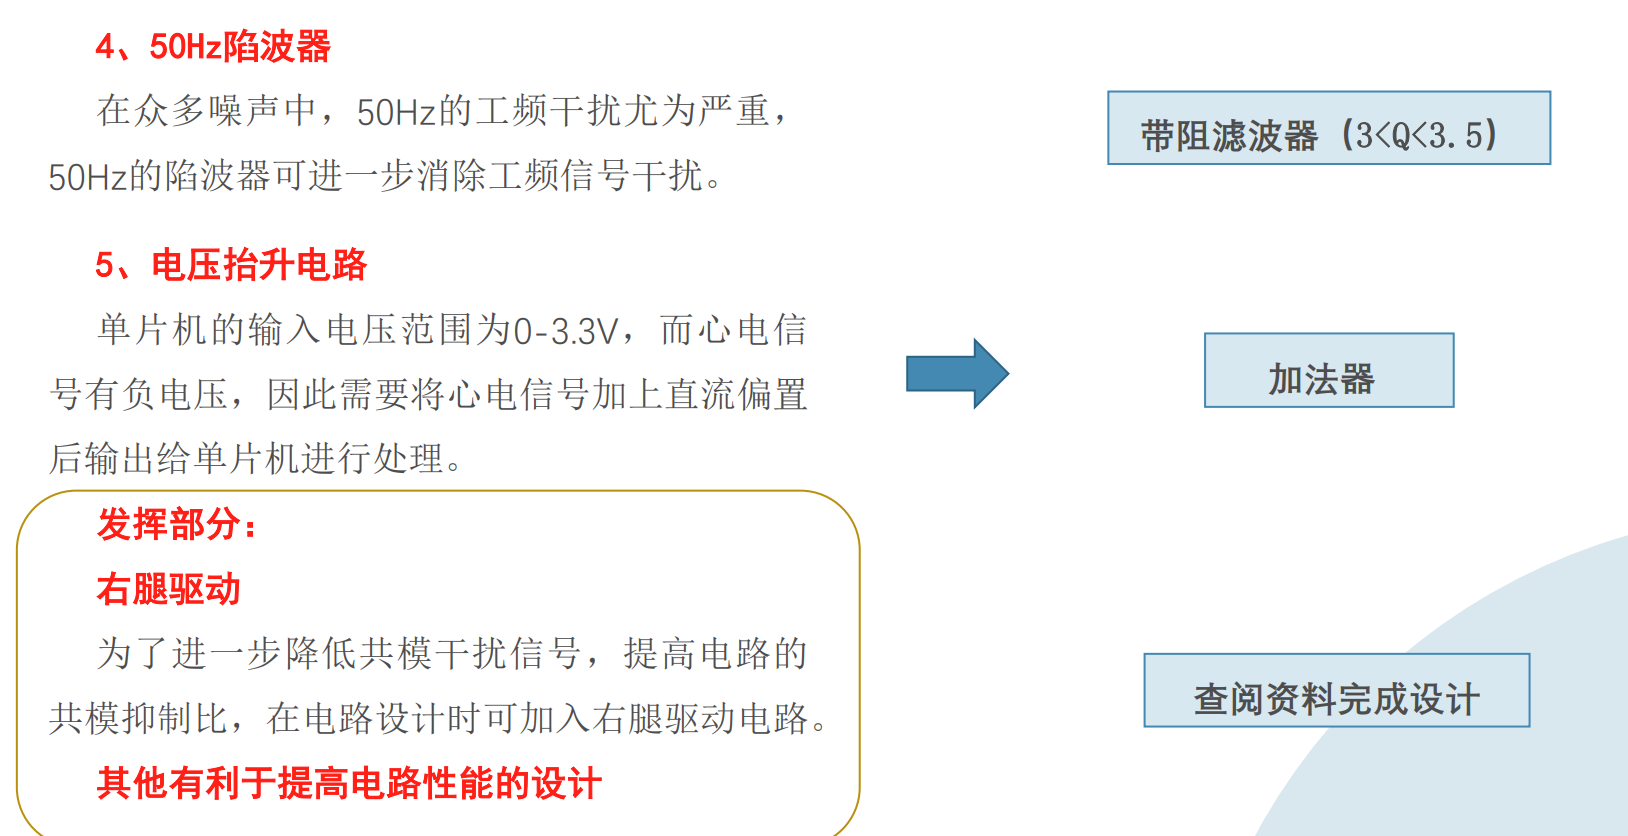 4、50Hz陷波器
在众多噪声中，50Hz的工频干扰尤为严重，
50Hz的陷波器可进一步消除工频信号干扰。
带阻滤波器（3<Q<3.5）
5、电压抬升电路
单片机的输入电压范围为0-3.3V，而心电信
号有负电压，因此需要将心电信号加上直流偏置
后输出给单片机进行处理。
加法器
发挥部分：
右腿驱动
为了进一步降低共模干扰信号，提高电路的
共模抑制比，在电路设计时可加入右腿驱动电路。
其他有利于提高电路性能的设计
查阅资料完成设计